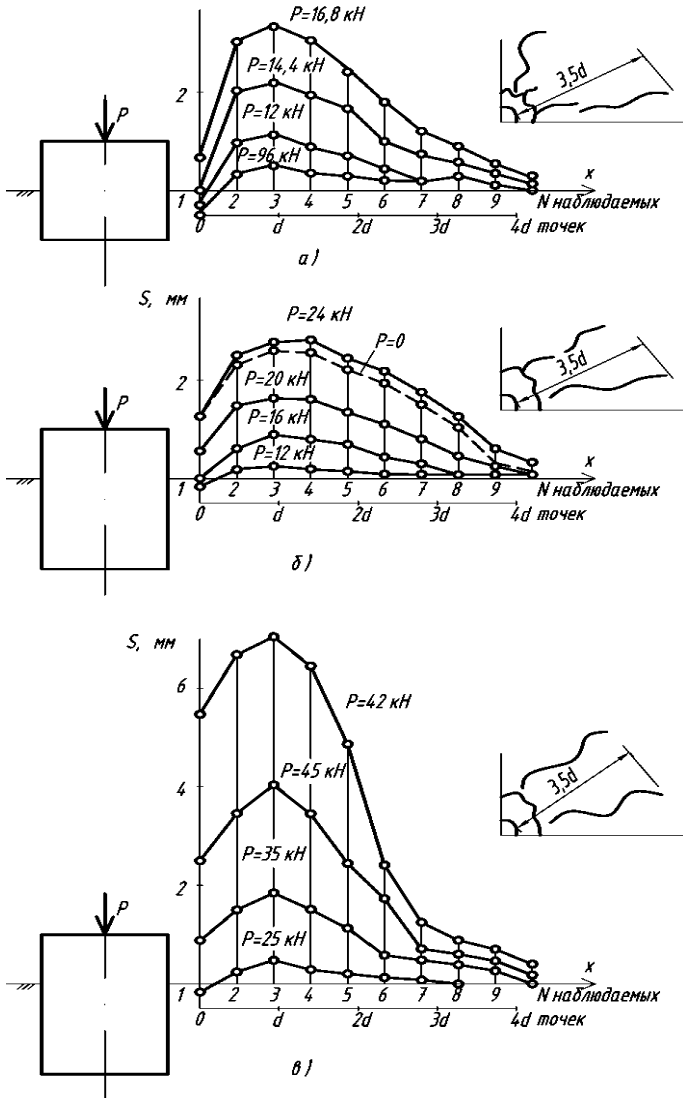 P=16,8 кН
P=14,4 кН
2
P=12 кН
P=96 кН
P
3,5d
x
1 2 3 4 5 6 7 8 9 N наблюдаемых
0 d 2d 3d 4d точек
а)
S, мм
P=24 кН
P=0
2
P=20 кН
P=16 кН
P=12 кН
P
3,5d
x
1 2 3 4 5 6 7 8 9 N наблюдаемых
0 d 2d 3d 4d точек
б)
S, мм
6
P=42 кН
P=45 кН
4
P=35 кН
2
P=25 кН
P
3,5d
x
1 2 3 4 5 6 7 8 9 N наблюдаемых
0 d 2d 3d 4d точек
в)